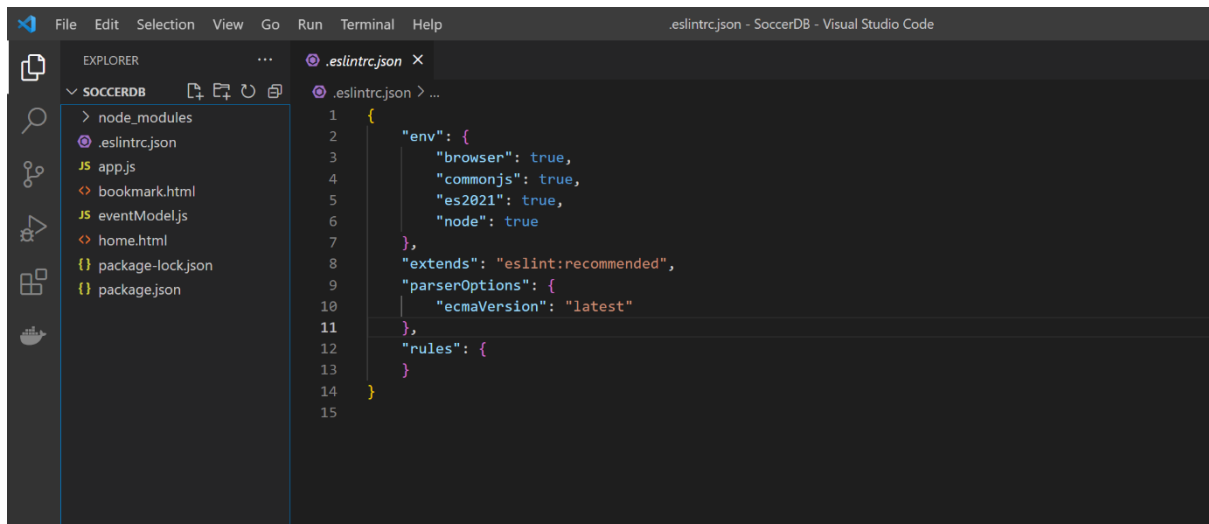 File Edit Selection View Go Run Terminal Help .eslintrc.json - SoccerDB - Visual Studio Code
EXPLORER ···
SOCCERDB
node_modules
.eslintrc.json
JS app.js
<> bookmark.html
JS eventModel.js
<> home.html
{} package-lock.json
{} package.json
.eslintrc.json
.eslintrc.json > ...
1 {
2 "env": {
3 "browser": true,
4 "commonjs": true,
5 "es2021": true,
6 "node": true
7 },
8 "extends": "eslint:recommended",
9 "parserOptions": {
10 "ecmaVersion": "latest"
11 },
12 "rules": {
13 }
14 }
15